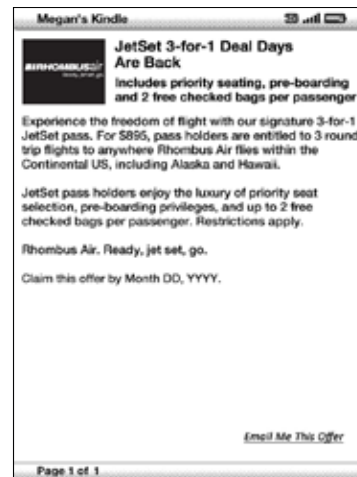 Megan's Kindle
JetSet 3-for-1 Deal Days
Are Back
Includes priority seating, pre-boarding
and 2 free checked bags per passenger
Experience the freedom of flight with our signature 3-for-1
JetSet pass. For $895, pass holders are entitled to 3 round
trip flights to anywhere Rhombus Air flies within the
Continental US, including Alaska and Hawaii.
JetSet pass holders enjoy the luxury of priority seat
selection, pre-boarding privileges, and up to 2 free
checked bags per passenger. Restrictions apply.
Rhombus Air. Ready, jet set, go.
Claim this offer by Month DD, YYYY.
Email Me This Offer
Page 1 of 1